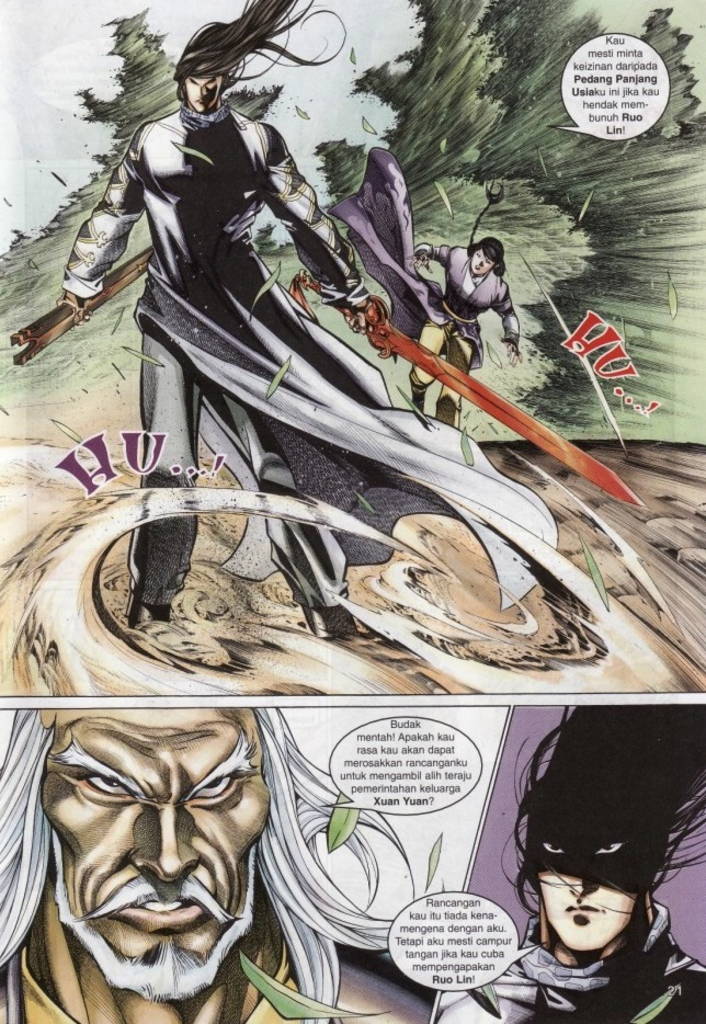 Kau
mesti minta
keizinan daripada
Pedang Panjang
Usiaku ini jika kau
hendak mem-
bunuh Ruo
Lin!
HU...!
HU...!
Budak
mentah! Apakah kau
rasa kau akan dapat
merosakkan rancanganku
untuk mengambil alih teraju
pemerintahan keluarga
Xuan Yuan?
Rancangan
kau itu tiada kena-
mengena dengan
aku.
Tetapi aku mesti campur
tangan jika kau cuba
mempengapakan
Ruo Lin!
21